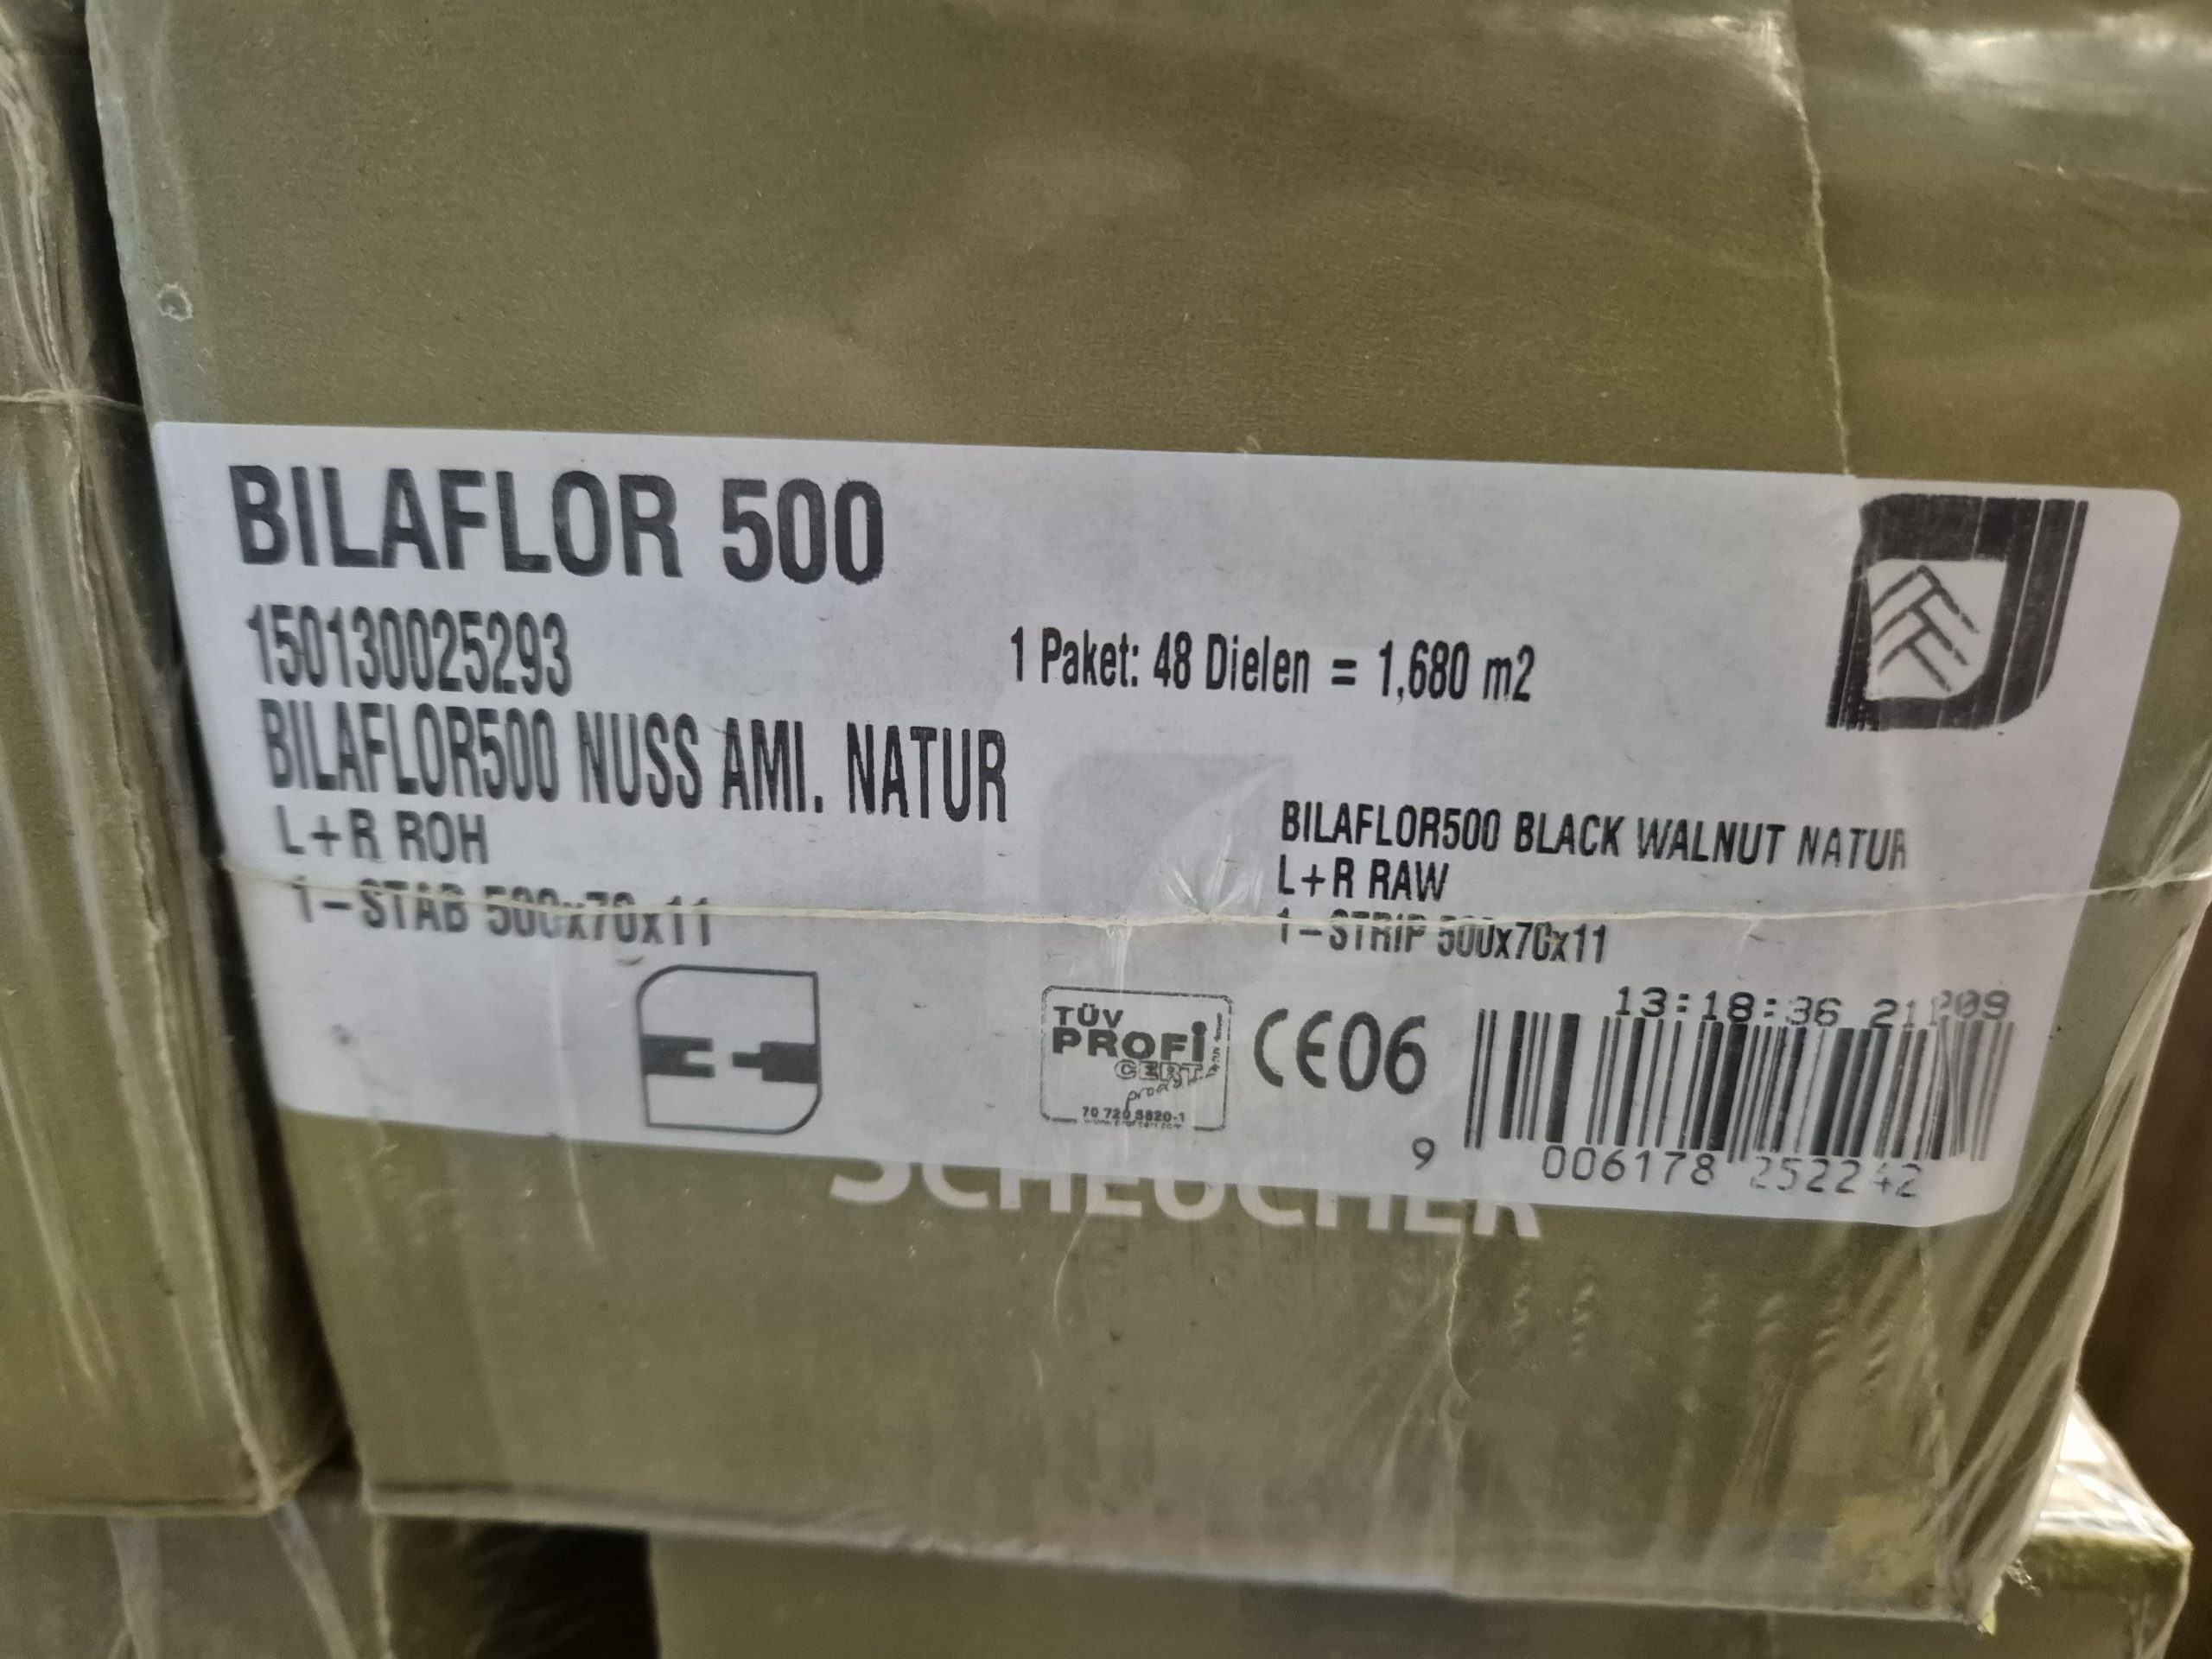 BILAFLOR 500
150130025293
1 Paket: 48 Dielen = 1,680 m2
BILAFLOR500 NUSS AMI. NATUR
L+R ROH
1-STAB 500x70x11
BILAFLOR500 BLACK WALNUT NATUR
L+R RAW
1-STRIP 500x70x11
TÜV
PROFi
CERT
70 720 5820-1
CE06
13:18:36
9 006178 252242
SCHEUCHER